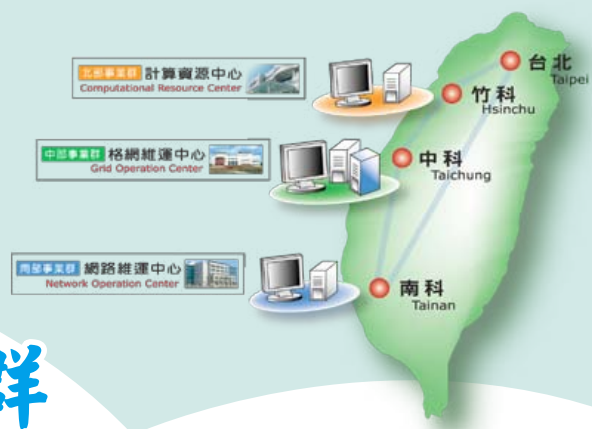 台北
Taipei
北部事業群 計算資源中心
Computational Resource Center
竹科
Hsinchu
中部事業群 格網維運中心
Grid Operation Center
中科
Taichung
南部事業群 網路維運中心
Network Operation Center
南科
Tainan
群